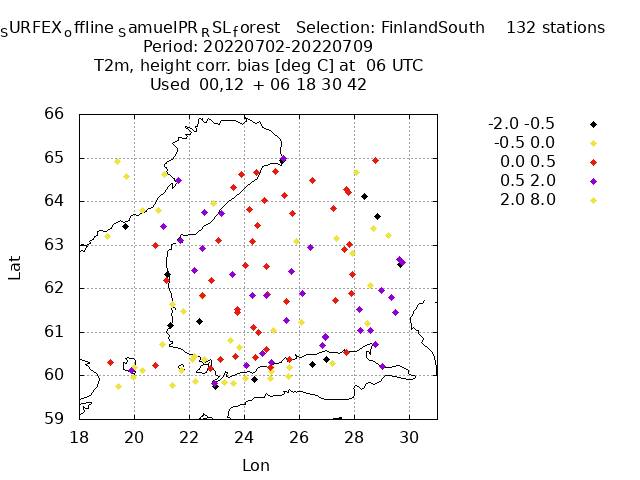 SURFEXoffline SamuelPRRSLforest Selection: FinlandSouth 132 stations
Period: 20220702-20220709
T2m, height corr. bias [deg C] at 06 UTC
Used 00,12 + 06 18 30 42
-2.0 -0.5
-0.5 0.0
0.0 0.5
0.5 2.0
2.0 8.0
66
65
64
63
62
61
60
59
Lat
18 20 22 24 26 28 30
Lon